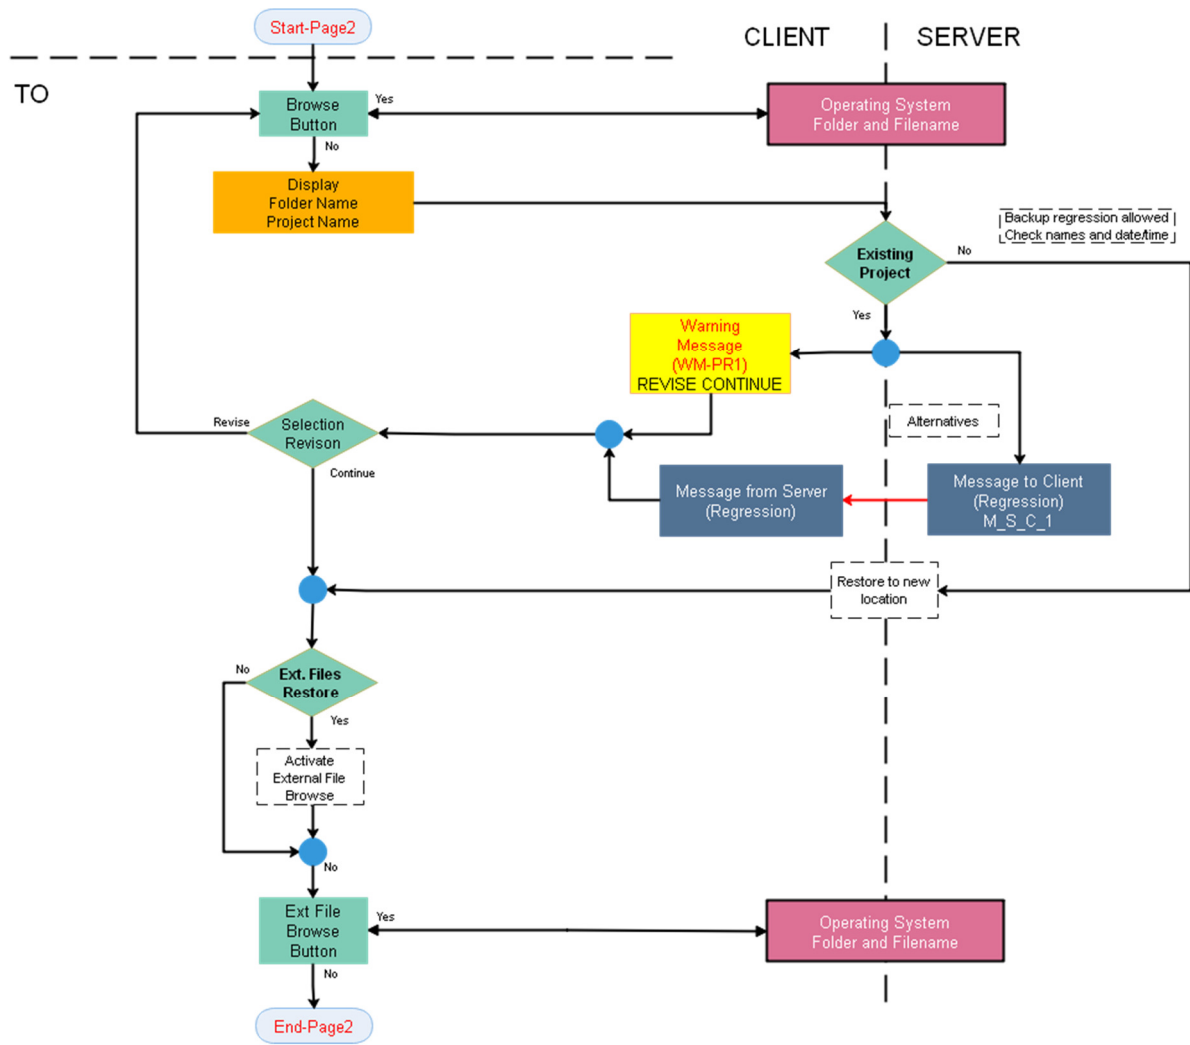 Start-Page2
CLIENT
SERVER
TO
Browse
Button
Yes
Operating System
Folder and Filename
No
Display
Folder Name
Project Name
Backup regression allowed
Check names and date/time
Existing
Project
No
Yes
Warning
Message
(WM-PR1)
REVISE CONTINUE
Revise
Selection
Revison
Alternatives
Continue
Message from Server
(Regression)
Message to Client
(Regression)
M_S_C_1
Restore to new
location
No
Ext. Files
Restore
Yes
Activate
External File
Browse
No
Ext File
Browse
Button
Yes
Operating System
Folder and Filename
No
End-Page2